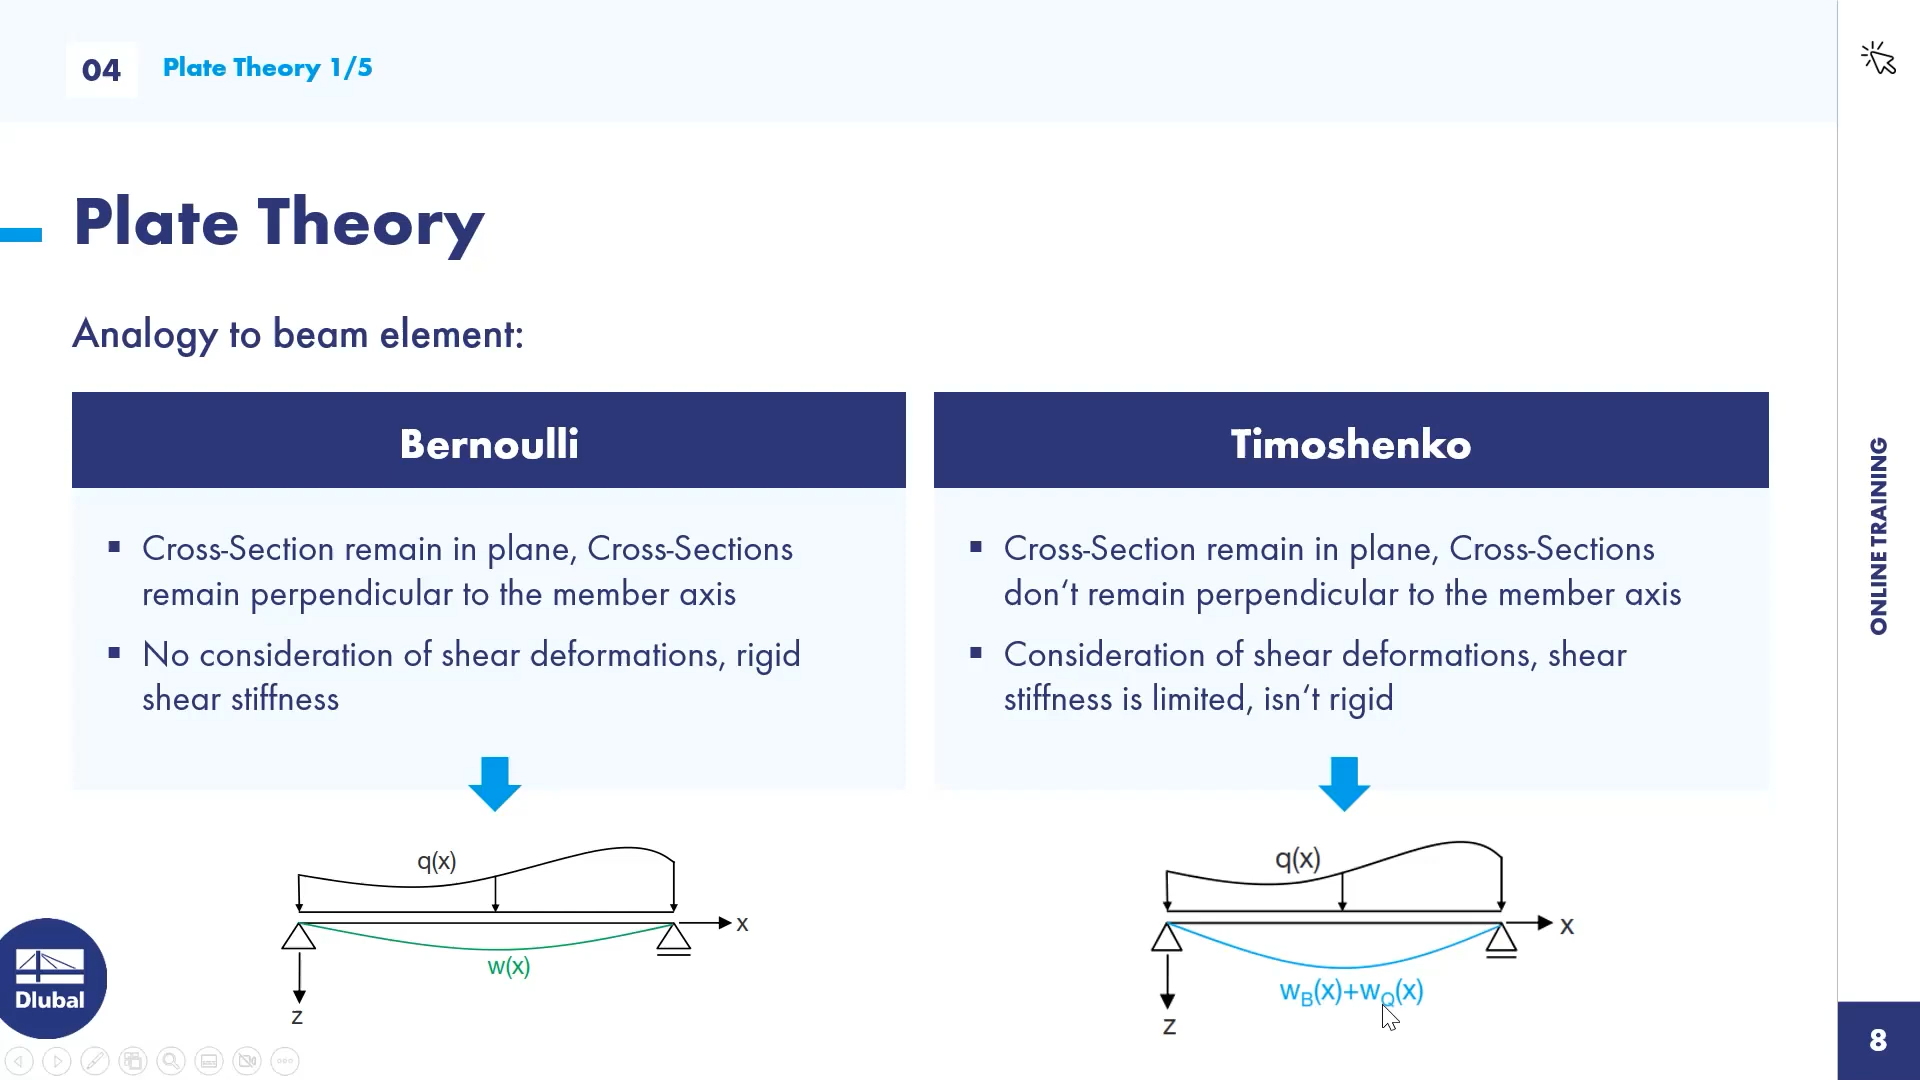 04 Plate Theory 1/5
Plate Theory
Analogy to beam element:
Bernoulli
▪ Cross-Section remain in plane, Cross-Sections
remain perpendicular to the member axis
▪ No consideration of shear deformations, rigid
shear stiffness
q(x)
x
w(x)
z
Timoshenko
▪ Cross-Section remain in plane, Cross-Sections
don‘t remain perpendicular to the member axis
▪ Consideration of shear deformations, shear
stiffness is limited, isn‘t rigid
q(x)
x
w_B(x)+w_Q(x)
z
Dlubal
ONLINE TRAINING
8